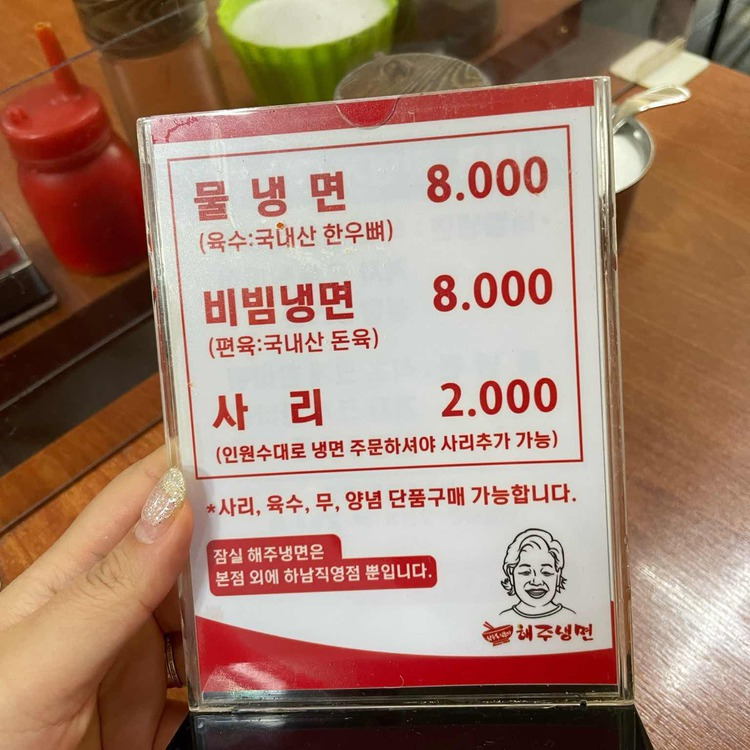 물 냉 면 8.000
(육수:국내산 한우뼈)
비빔냉면 8.000
(편육:국내산 돈육)
사 리 2.000
(인원수대로 냉면 주문하셔야 사리추가 가능)
*사리, 육수, 무, 양념 단품구매 가능합니다.
잠실 해주냉면은
본점 외에 하남직영점 뿐입니다.
해주냉면